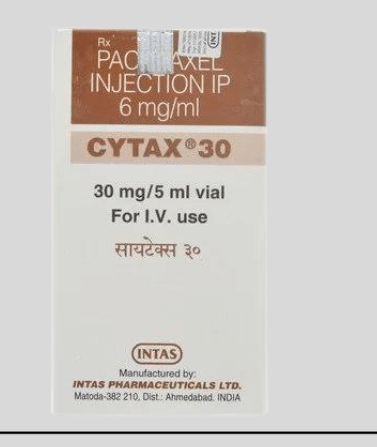 Rx
INJECTION IP
6 mg/ml
CYTAX® 30
30 mg/5 ml vial
For I.V. use
सायटेक्स ३०
INTAS
Manufactured by:
INTAS PHARMACEUTICALS LTD.
Matoda-382 210, Dist.: Ahmedabad. INDIA